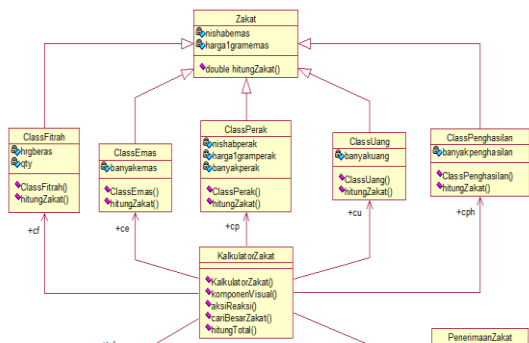 Zakat
nishabemas
harga1gramemas
double hitungZakat()
ClassFitrah
hrgberas
qty
ClassFitrah()
hitungZakat()
ClassEmas
banyakemas
ClassEmas()
hitungZakat()
ClassPerak
nishabperak
harga1gramperak
banyakperak
ClassPerak()
hitungZakat()
ClassUang
banyakuang
ClassUang()
hitungZakat()
ClassPenghasilan
banyakpenghasilan
ClassPenghasilan()
hitungZakat()
+cf
+ce
+cp
+cu
+cph
KalkulatorZakat
KalkulatorZakat()
komponenVisual()
aksiReaksi()
cariBesarZakat()
hitungTotal()
PenerimaanZakat